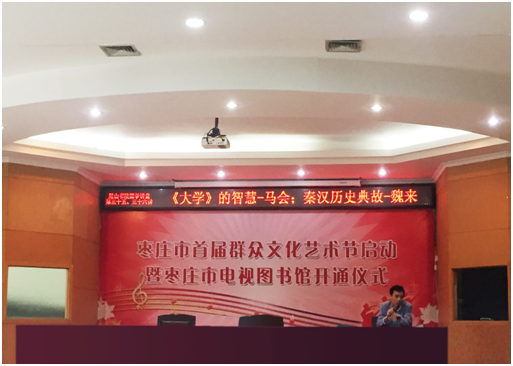 《大学》的智慧-马会；秦汉历史典故-魏来
枣庄市首届群众文化艺术节启动
暨枣庄市电视图书馆开通仪式